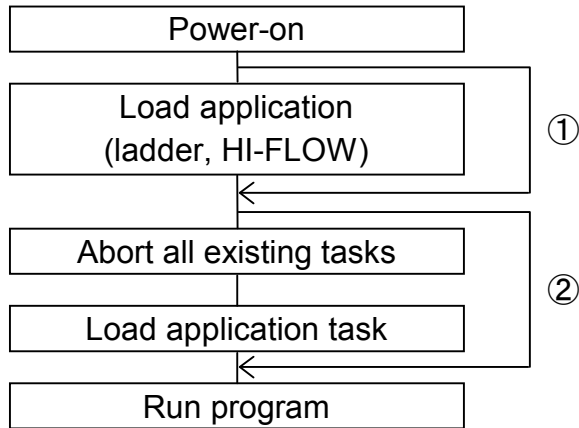 Power-on
Load application
(ladder, HI-FLOW)
①
Abort all existing tasks
②
Load application task
Run program